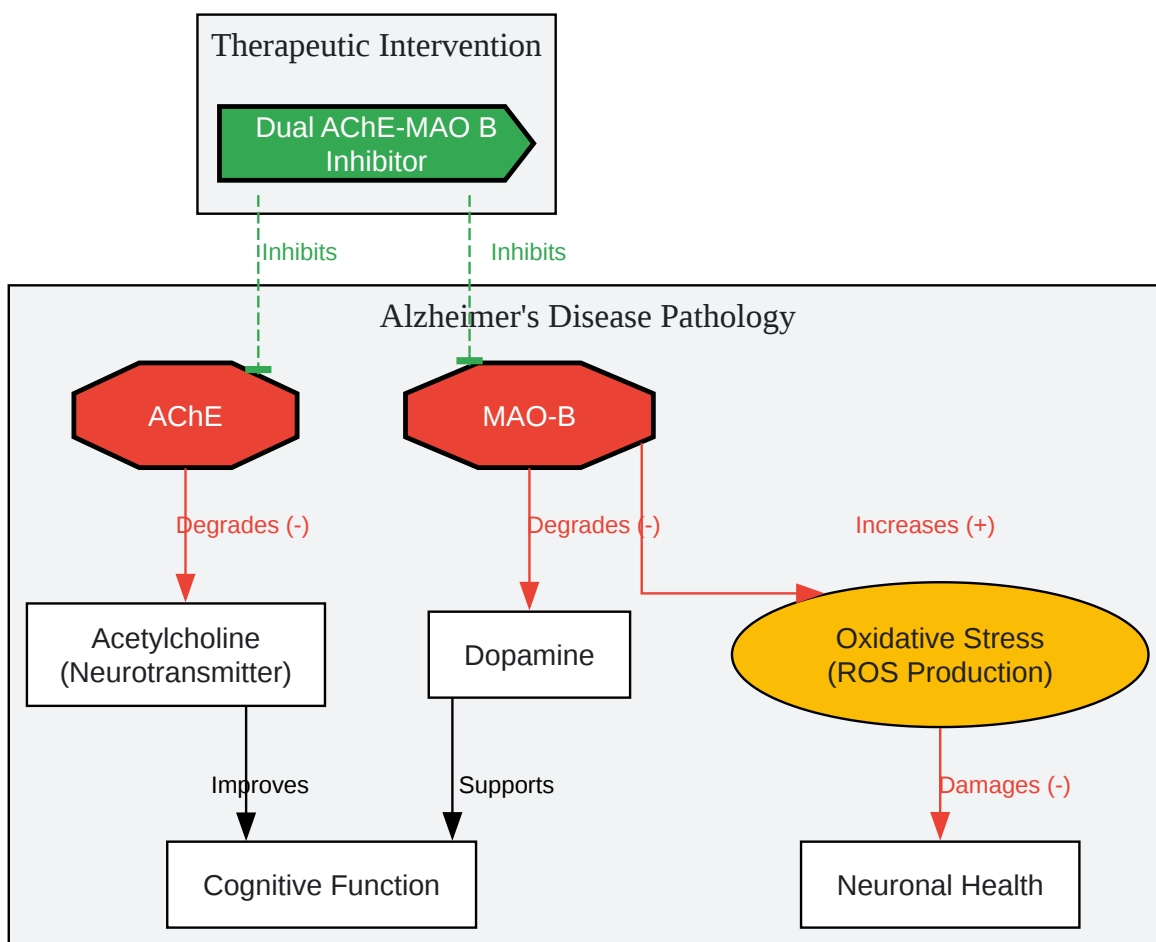 Therapeutic Intervention
Dual AChE-MAO B
Inhibitor
Inhibits
Inhibits
Alzheimer's Disease Pathology
AChE
MAO-B
Degrades (-)
Degrades (-)
Increases (+)
Acetylcholine
(Neurotransmitter)
Dopamine
Oxidative Stress
(ROS Production)
Improves
Supports
Damages (-)
Cognitive Function
Neuronal Health